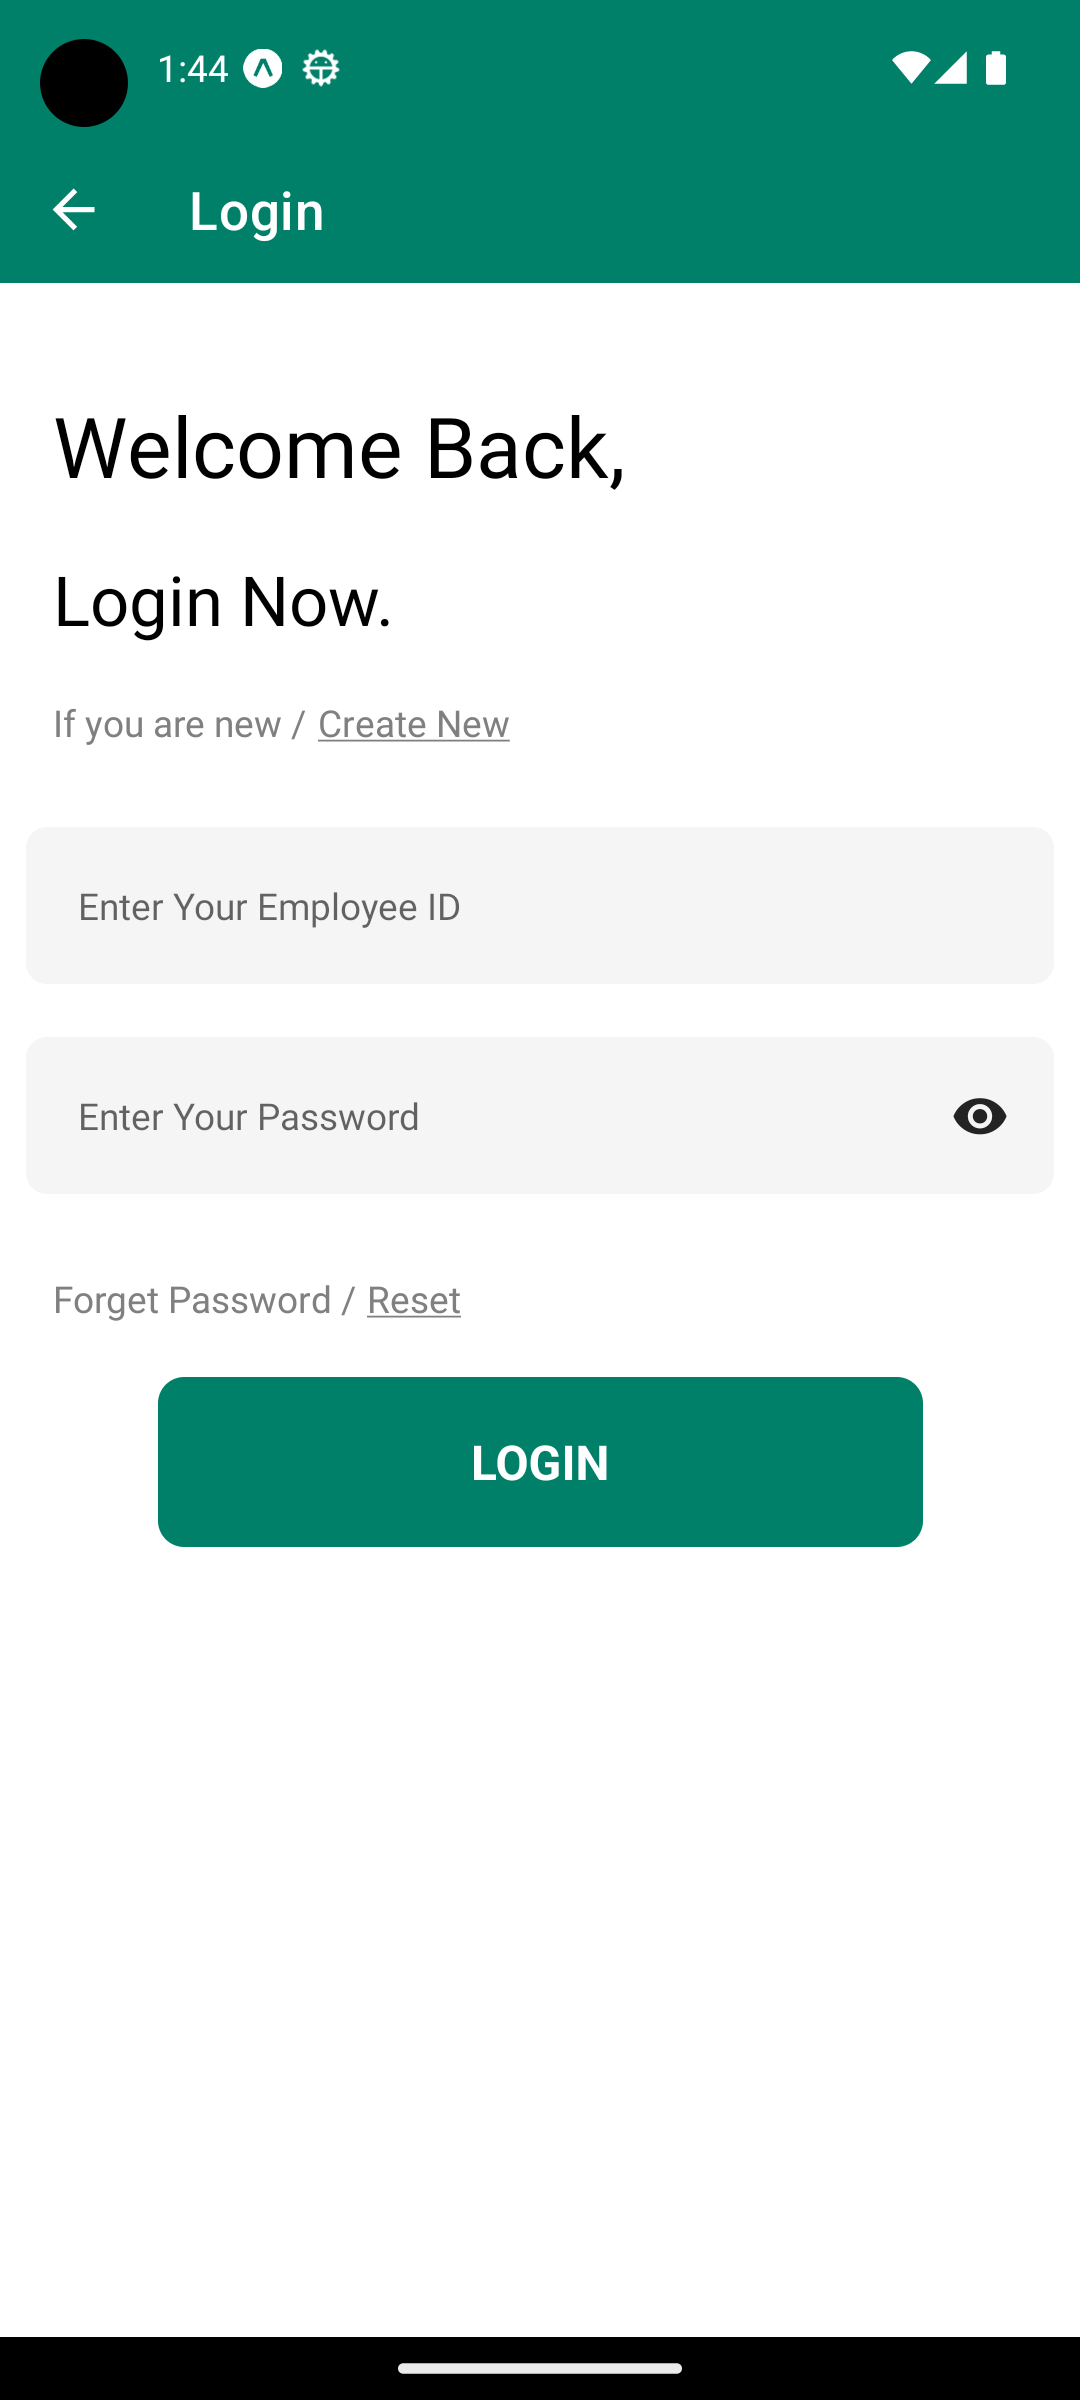 1:44
Login
Welcome Back,
Login Now.
If you are new / Create New
Enter Your Employee ID
Enter Your Password
Forget Password / Reset
LOGIN